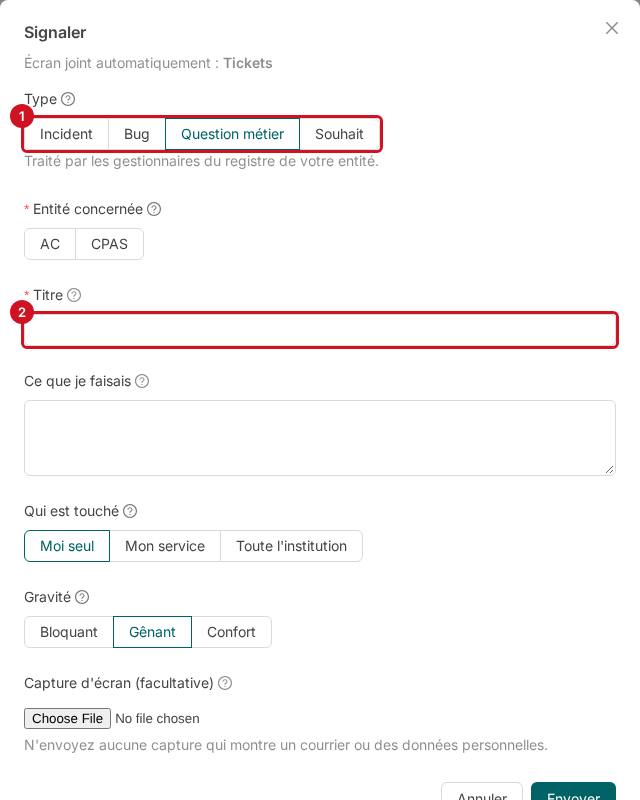 Signaler
Écran joint automatiquement : Tickets
Type
1
Incident Bug Question métier Souhait
Traité par les gestionnaires du registre de votre entité.
* Entité concernée
AC CPAS
* Titre
2
Ce que je faisais
Qui est touché
Moi seul Mon service Toute l'institution
Gravité
Bloquant Gênant Confort
Capture d'écran (facultative)
Choose File No file chosen
N'envoyez aucune capture qui montre un courrier ou des données personnelles.
Annuler Envoyer